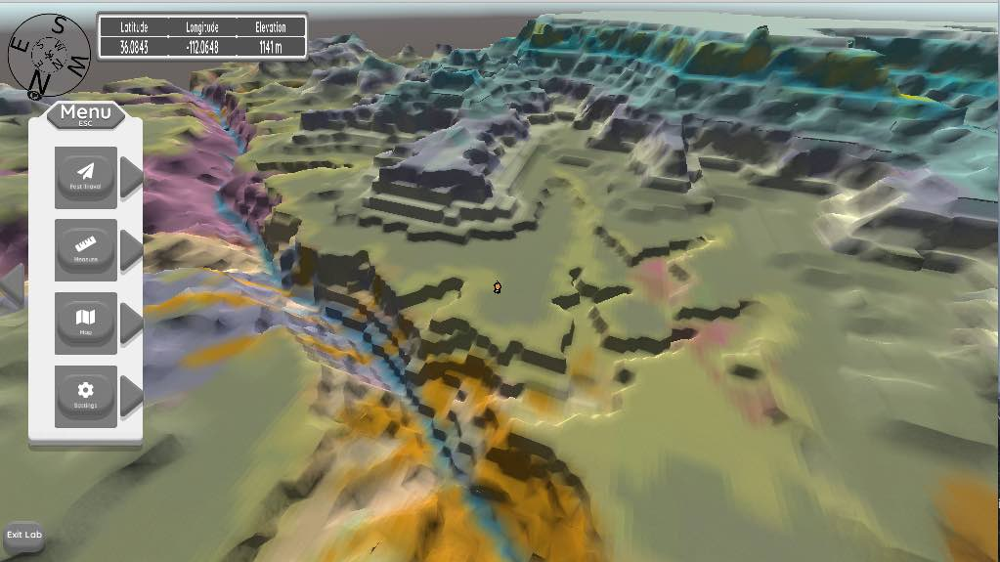 S
E
W
N
Latitude Longitude Elevation
36.0843 -112.0648 1141 m
Menu
ESC
Fast Travel
Measure
Map
Settings
Exit Lab